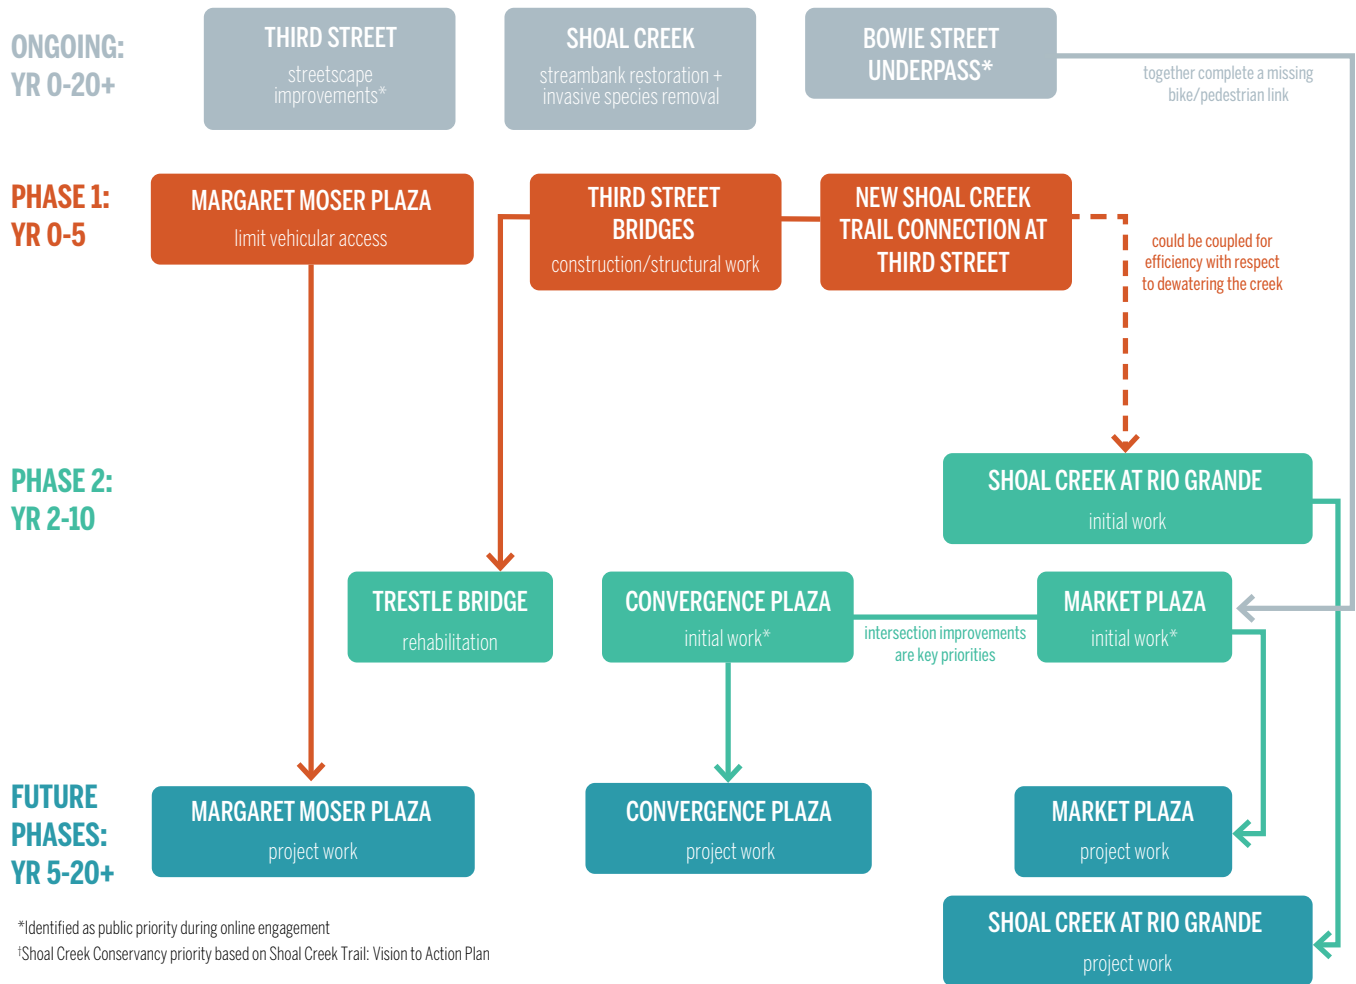 ONGOING:
YR 0-20+
THIRD STREET
streetscape
improvements*
SHOAL CREEK
streambank restoration +
invasive species removal
BOWIE STREET
UNDERPASS*
together complete a missing
bike/pedestrian link
PHASE 1:
YR 0-5
MARGARET MOSER PLAZA
limit vehicular access
THIRD STREET
BRIDGES
construction/structural work
NEW SHOAL CREEK
TRAIL CONNECTION AT
THIRD STREET
could be coupled for
efficiency with respect
to dewatering the creek
PHASE 2:
YR 2-10
SHOAL CREEK AT RIO GRANDE
initial work
TRESTLE BRIDGE
rehabilitation
CONVERGENCE PLAZA
initial work*
intersection improvements
are key priorities
MARKET PLAZA
initial work*
FUTURE
PHASES:
YR 5-20+
MARGARET MOSER PLAZA
project work
CONVERGENCE PLAZA
project work
MARKET PLAZA
project work
SHOAL CREEK AT RIO GRANDE
project work
*Identified as public priority during online engagement
†Shoal Creek Conservancy priority based on Shoal Creek Trail: Vision to Action Plan